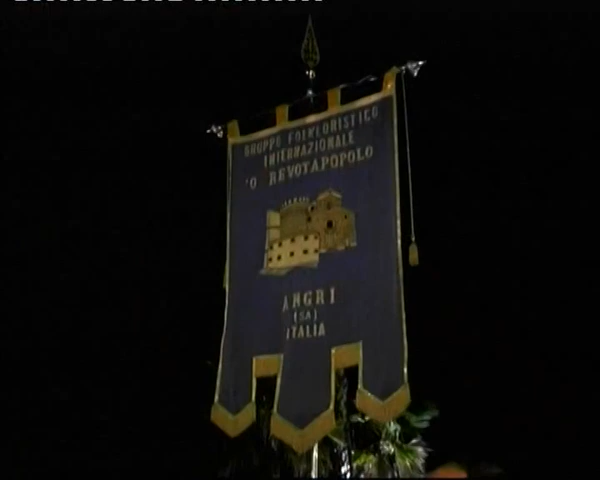 GRUPPO FOLKLORISTICO
INTERNAZIONALE
'O REVOTAPOPOLO
ANGRI
(SA)
ITALIA